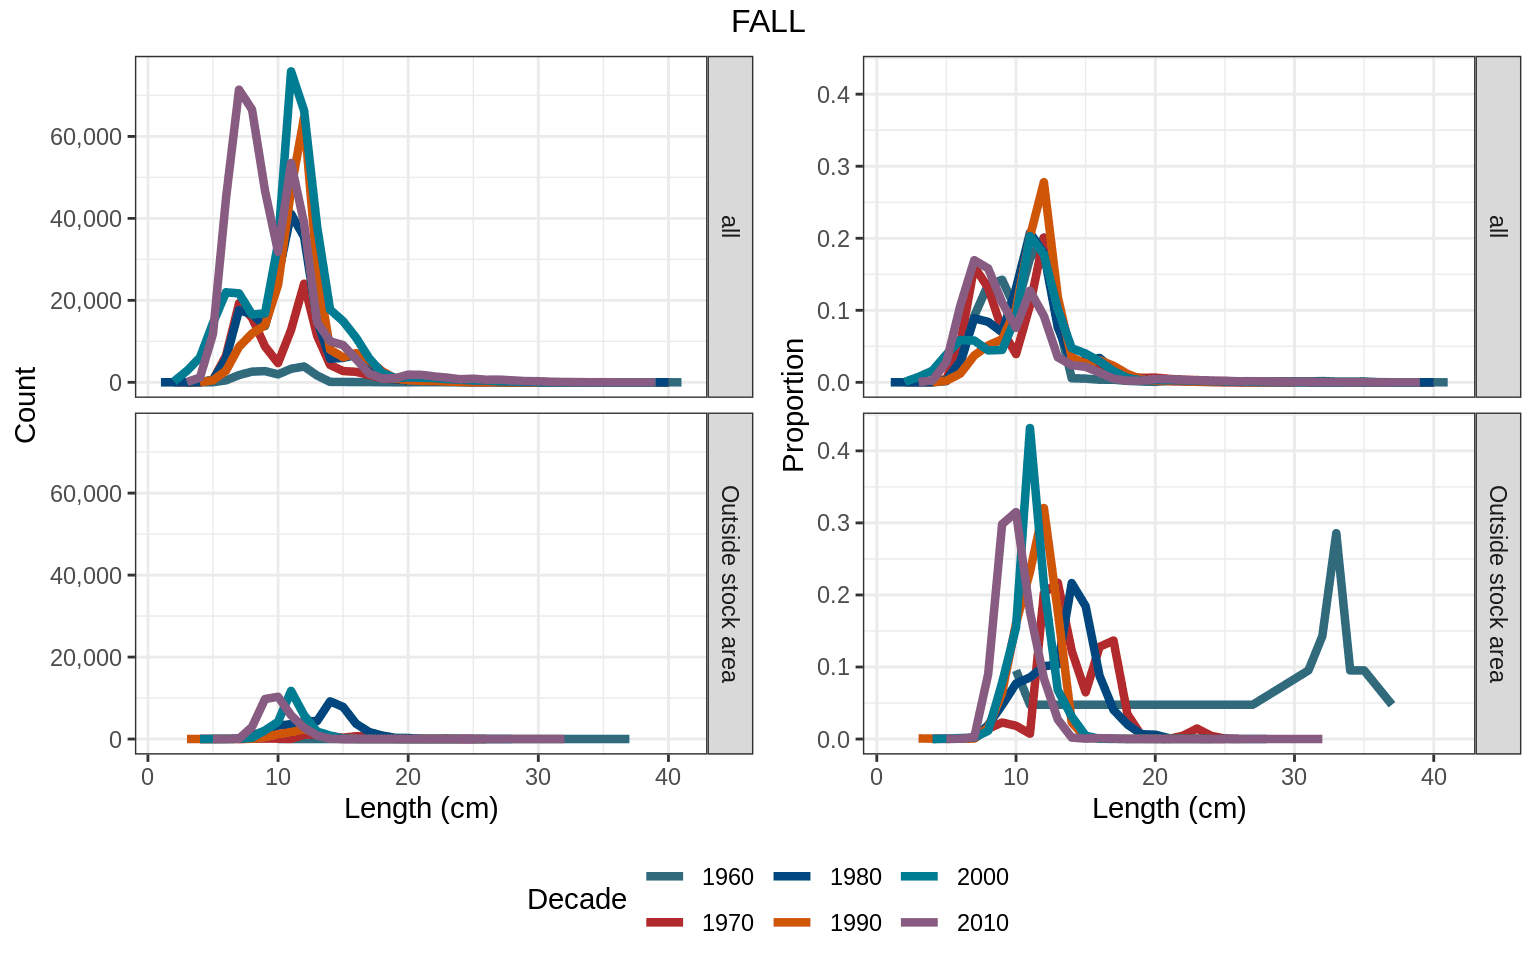 FALL
Count
60,000
40,000
20,000
0
all
60,000
40,000
20,000
0
Outside stock area
0 10 20 30 40
Length (cm)
Proportion
0.4
0.3
0.2
0.1
0.0
all
0.4
0.3
0.2
0.1
0.0
Outside stock area
0 10 20 30 40
Length (cm)
Decade
1960 1980 2000
1970 1990 2010